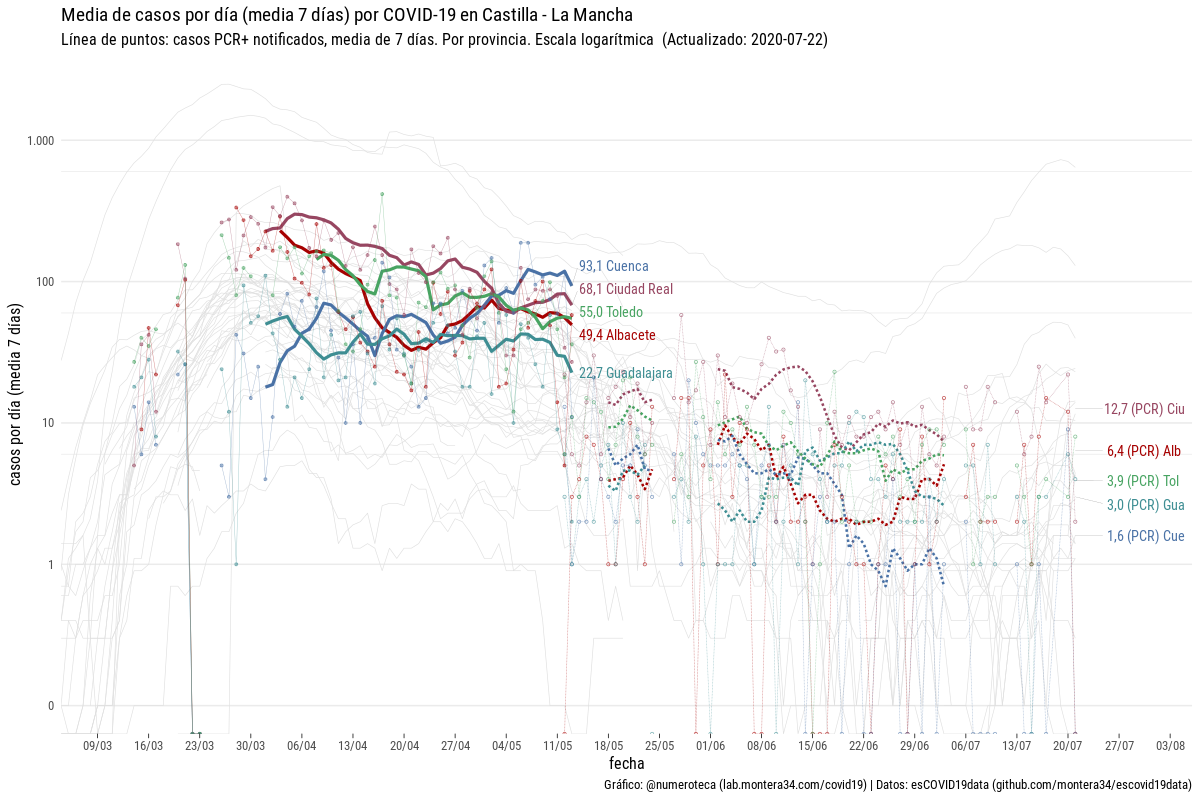 Media de casos por día (media 7 días) por COVID-19 en Castilla - La Mancha
Línea de puntos: casos PCR+ notificados, media de 7 días. Por provincia. Escala logarítmica (Actualizado: 2020-07-22)
casos por día (media 7 días)
1.000
100
10
1
0
93,1 Cuenca
68,1 Ciudad Real
55,0 Toledo
49,4 Albacete
22,7 Guadalajara
12,7 (PCR) Ciu
6,4 (PCR) Alb
3,9 (PCR) Tol
3,0 (PCR) Gua
1,6 (PCR) Cue
09/03 16/03 23/03 30/03 06/04 13/04 20/04 27/04 04/05 11/05 18/05 25/05 01/06 08/06 15/06 22/06 29/06 06/07 13/07 20/07 27/07 03/08
fecha
Gráfico: @numeroteca (lab.montera34.com/covid19) | Datos: esCOVID19data (github.com/montera34/escovid19data)